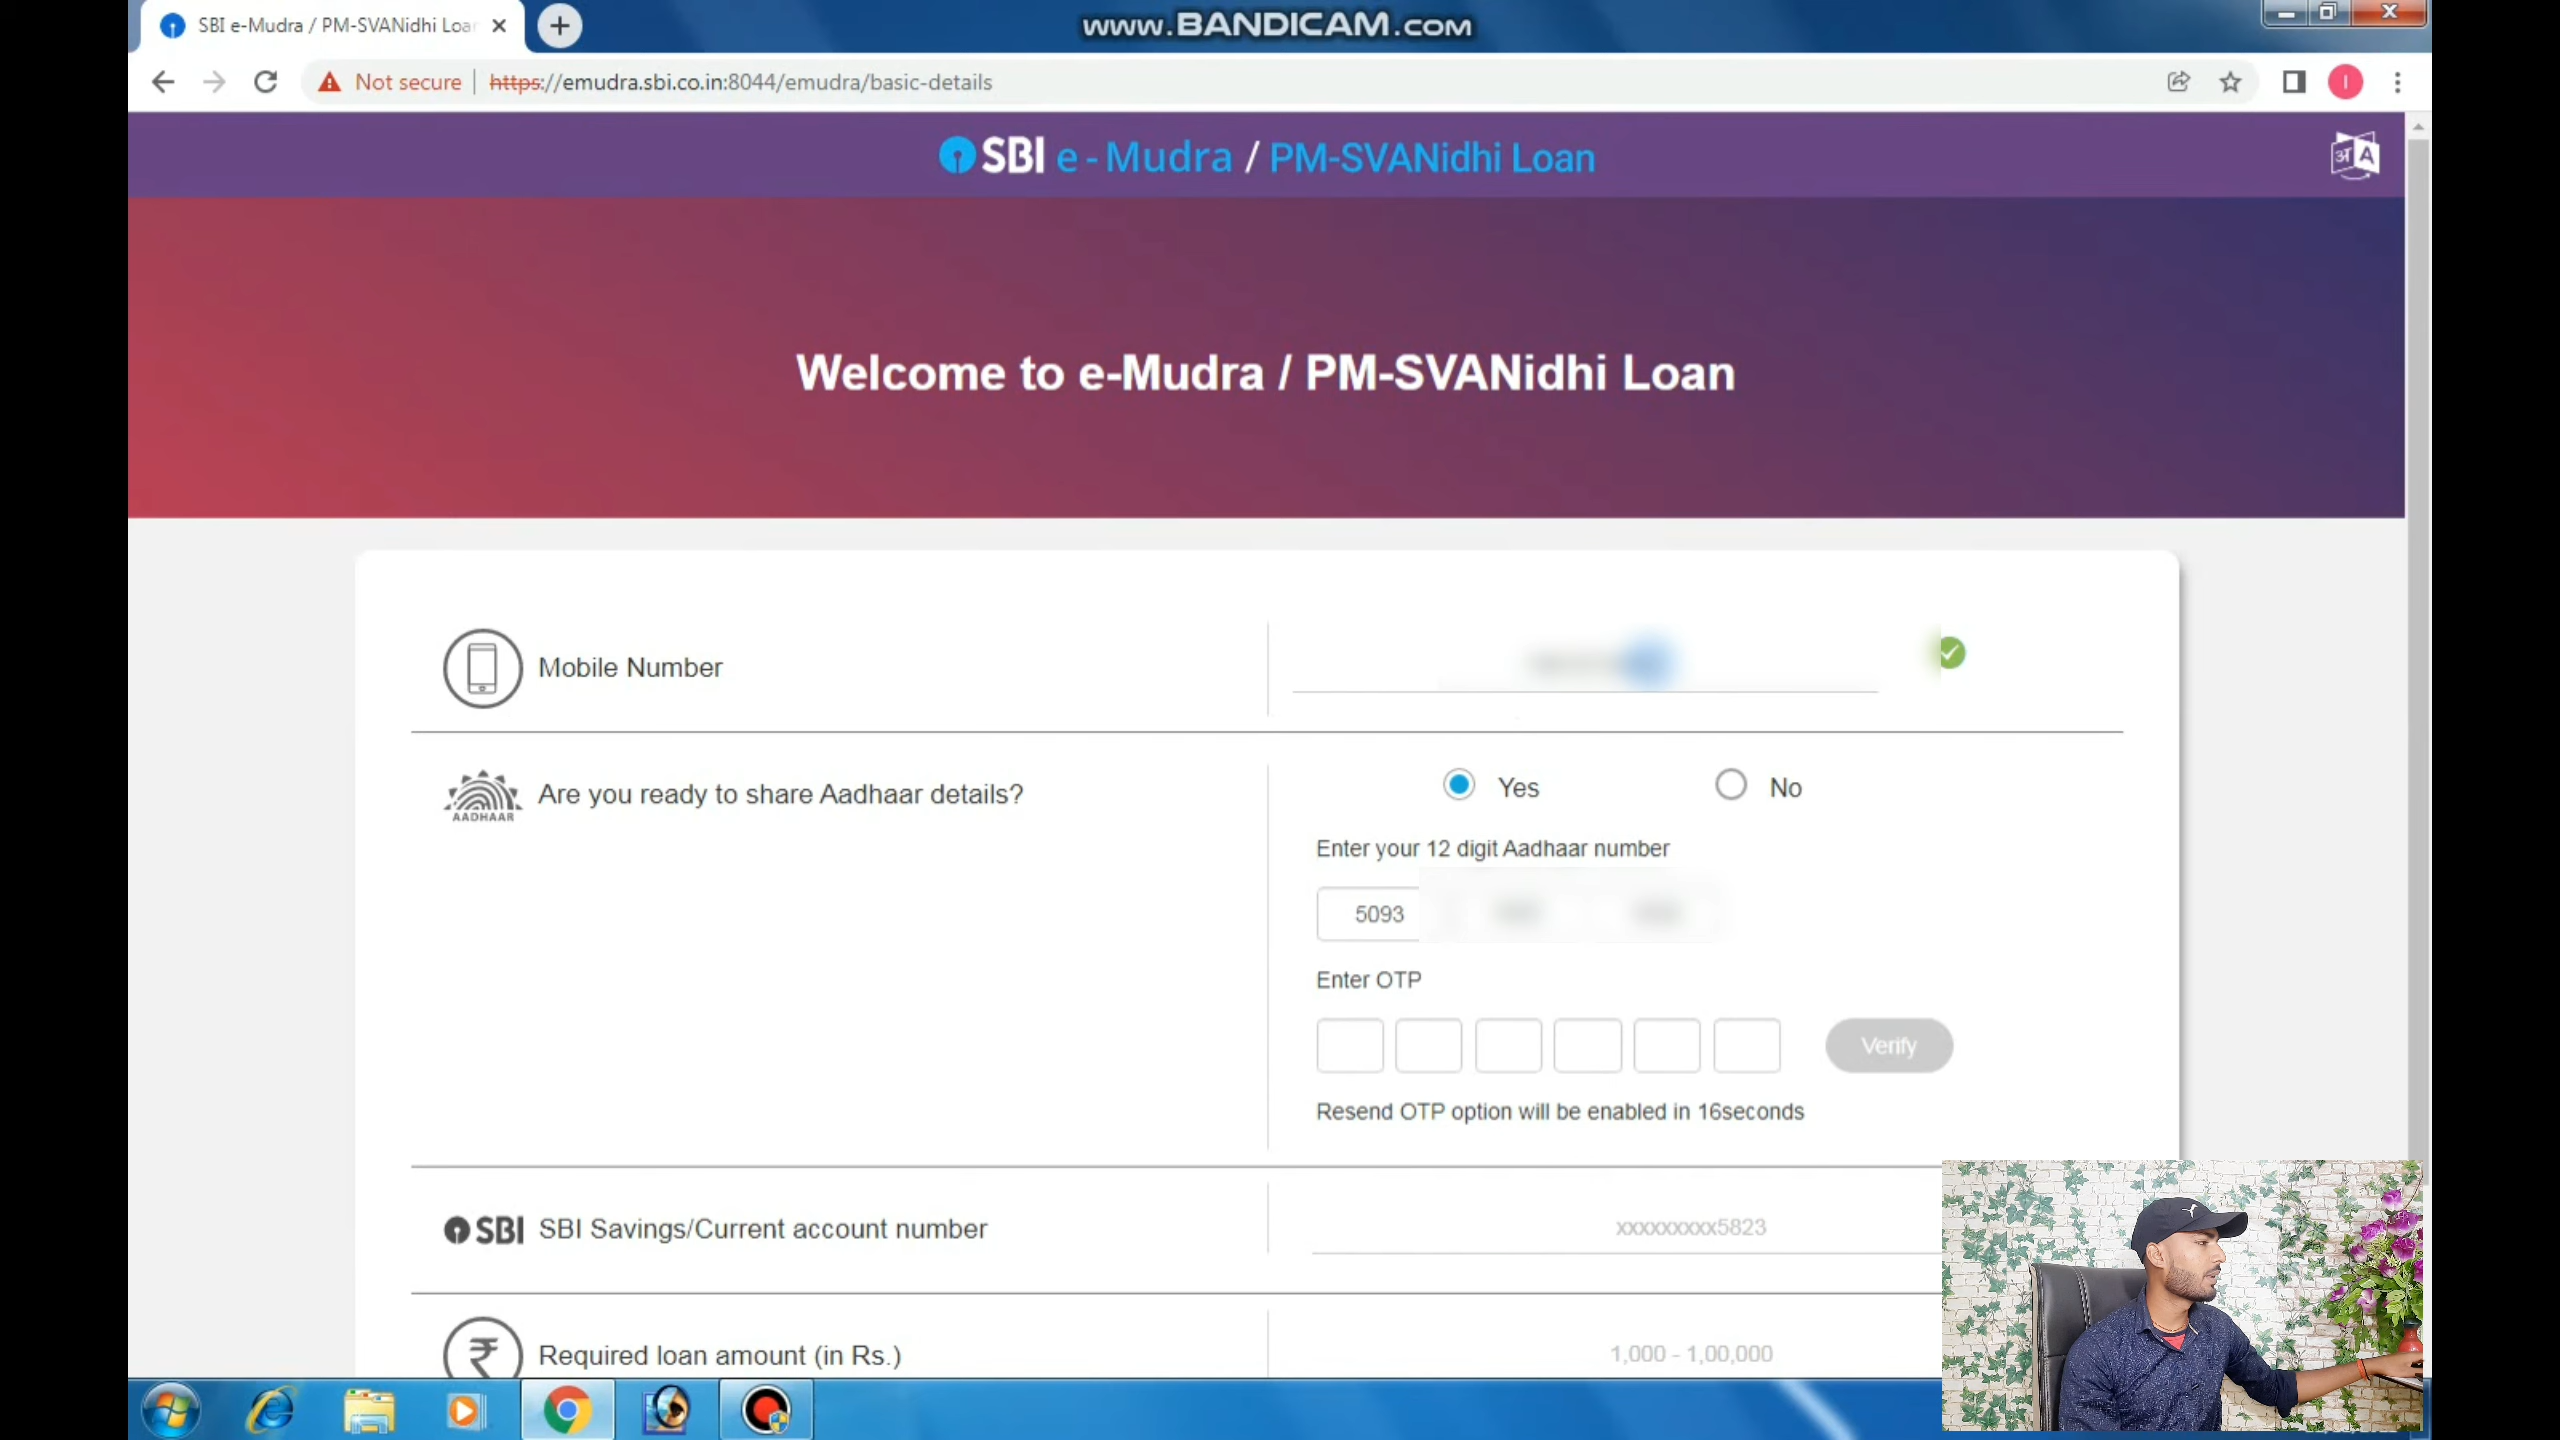 SBI e-Mudra / PM-SVANidhi Loan
www.BANDICAM.com
Not secure https://emudra.sbi.co.in:8044/emudra/basic-details
I
SBI e - Mudra / PM-SVANidhi Loan
अ A
Welcome to e-Mudra / PM-SVANidhi Loan
Mobile Number
AADHAAR
Are you ready to share Aadhaar details?
Yes No
Enter your 12 digit Aadhaar number
5093
Enter OTP
Verify
Resend OTP option will be enabled in 16seconds
SBI SBI Savings/Current account number
xxxxxxxxx5823
₹ Required loan amount (in Rs.)
1,000 - 1,00,000